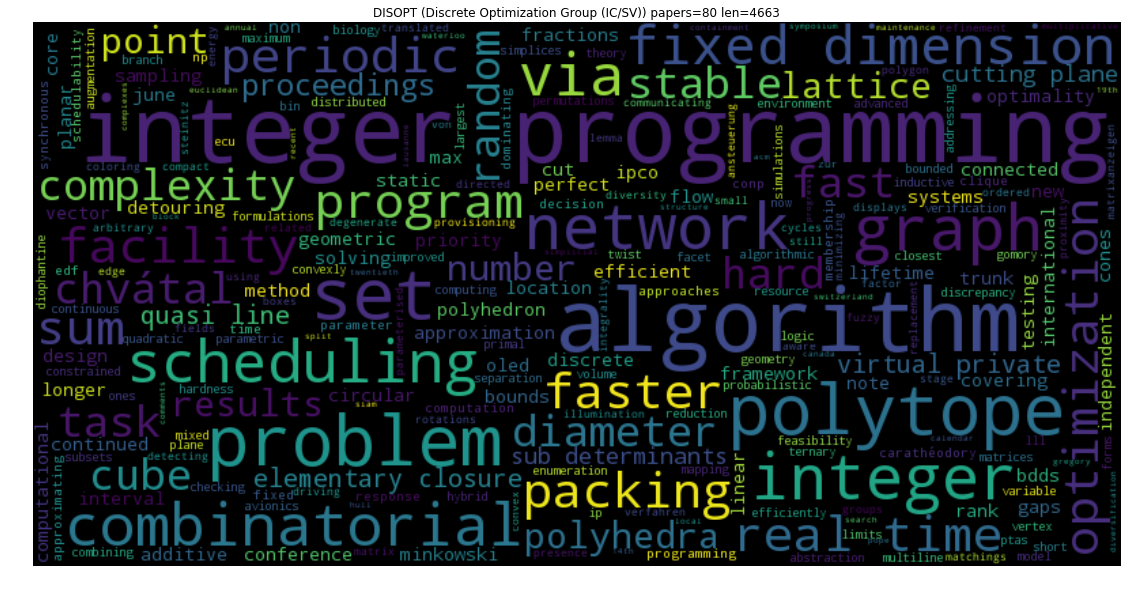 DISOPT (Discrete Optimization Group (IC/SV)) papers=80 len=4663
point
periodic
non
annual
biology
translated
waterloo
random
fractions
simplices
theory
symposium
fixed dimension
maintenance
refinement
containment
core
synchronous
schedulability
branch
np
energy
maximum
augmentation
sampling
proceedings
via
stable
lattice
cutting plane
polygon
optimality
19th
euclidean
june
planar
bin
distributed
dominating
permutations
communicating
environment
advanced
addressing
integer programming
steinitz
complexes
ecu
recent
von
largest
lausanne
max
lemma
ansteuerung
simulations
acm
zur
bounded
connected
coloring
compact
complexity
static
directed
cut
ipco
perfect
conp
decision
diversity
flow
small
fast
inductive
clique
ordered
new
matrixanzeigen
membership
minimizing
systems
vector
detouring
block
formulations
program
degenerate
provisioning
network
structure
now
cycles
still
displays
verification
arbitrary
related
facility
geometric
priority
solving
improved
twist
facet
algorithmic
graph
closest
gomory
proximity
cones
diophantine
edf
edge
convexly
number
efficient
hard
lifetime
factor
trunk
international
testing
chvátal
using
method
twentieth
computing
location
integrality
approaches
resource
switzerland
discrepancy
continuous
boxes
set
polyhedron
algorithm
replacement
sum
quasi line
fields
time
parameter
parameterised
approximation
primal
logic
aware
fuzzy
optimization
quadratic
parametric
split
design
constrained
scheduling
oled
discrete
geometry
canada
virtual private
independent
separation
volume
framework
stage
longer
ones
hardness
comments
circular
siam
bounds
faster
probabilistic
note
covering
results
computation
rotations
illumination
reduction
polytope
task
continued
mixed
plane
problem
diameter
feasibility
calendar
ternary
carathéodory
lll
gregory
forms
computational
subsets
detecting
sub determinants
matrices
cube
checking
elementary closure
enumeration
mapping
linear
integer
bdds
variable
approximating
interval
fixed
driving
response
hybrid
convex
packing
ip
verfahren
local
efficiently
groups
search
rank
gaps
avionics
hull
combinatorial
polyhedra
real time
limits
pups
vertex
ptas
short
diversification
combining
additive
conference
matrix
minkowski
presence
14th
programming
abstraction
multiline
matchings
model